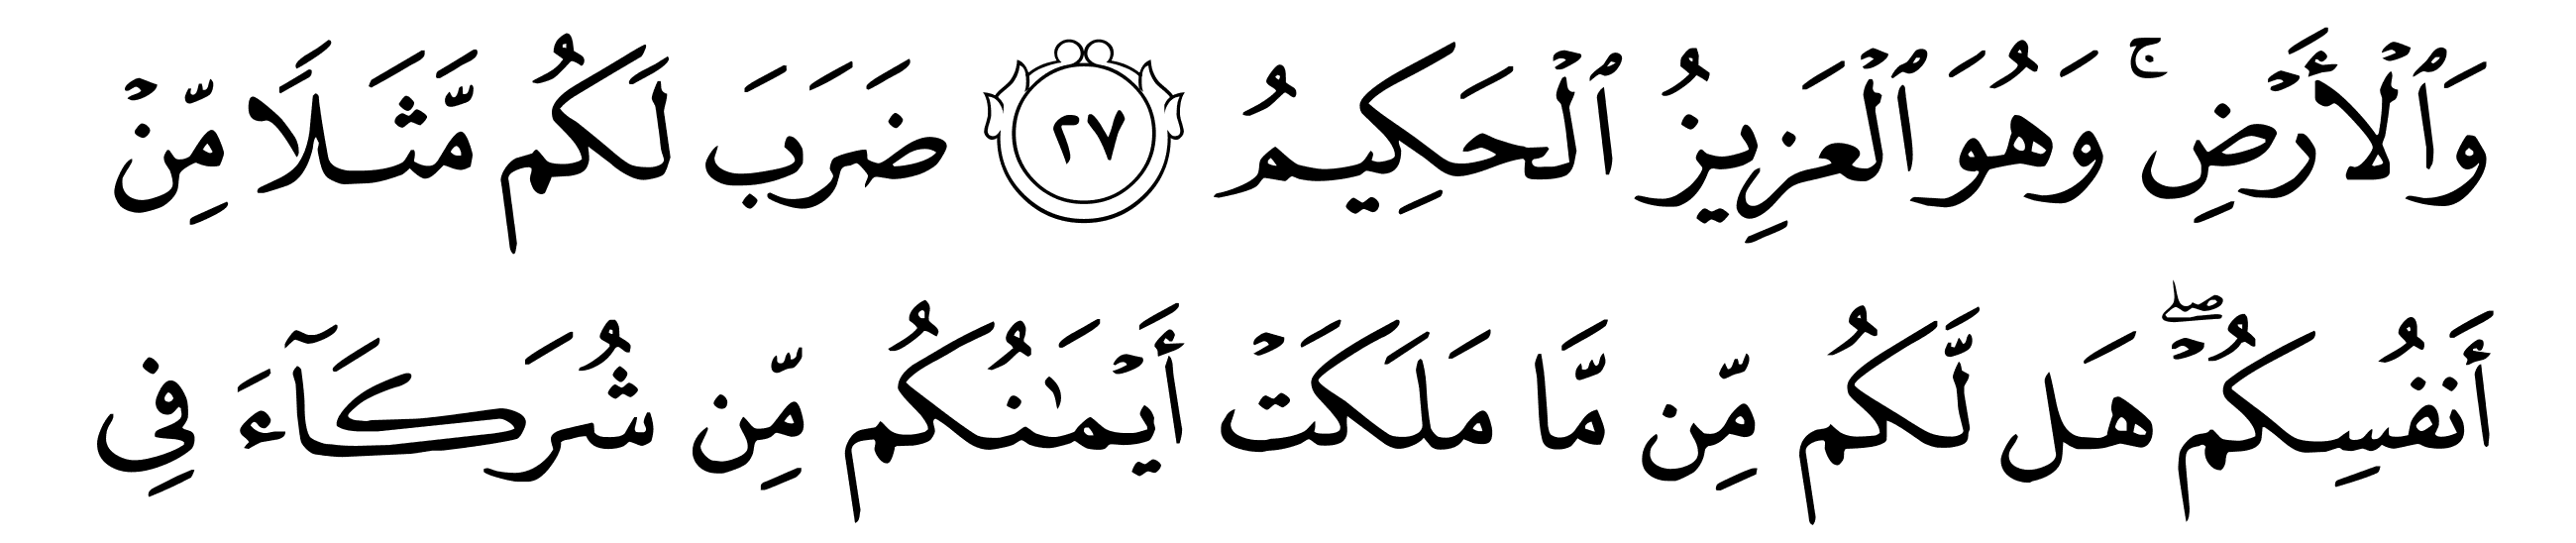 وَٱلۡأَرۡضِۚ وَهُوَ ٱلۡعَزِيزُ ٱلۡحَكِيمُ ٢٧ ضَرَبَ لَكُم مَّثَلٗا مِّنۡ
أَنفُسِكُمۡۖ هَل لَّكُم مِّن مَّا مَلَكَتۡ أَيۡمَٰنُكُم مِّن شُرَكَآءَ فِي